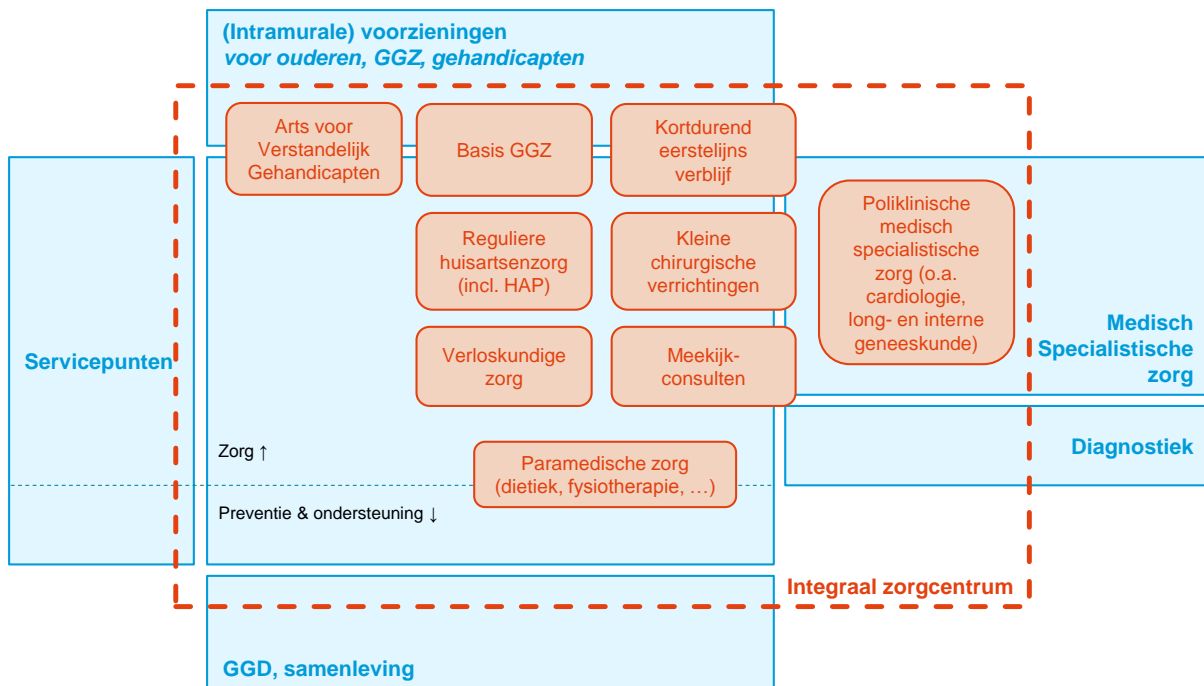 (Intramurale) voorzieningen
voor ouderen, GGZ, gehandicapten
Arts voor
Verstandelijk
Gehandicapten
Basis GGZ
Kortdurend
eerstelijns
verblijf
Reguliere
huisartsenzorg
(incl. HAP)
Kleine
chirurgische
verrichtingen
Poliklinische
medisch
specialistische
zorg (o.a.
cardiologie,
long- en interne
geneeskunde)
Servicepunten
Verloskundige
zorg
Meekijk-
consulten
Medisch
Specialistische
zorg
Zorg ↑
Paramedische zorg
(dietiek, fysiotherapie, …)
Diagnostiek
Preventie & ondersteuning ↓
Integraal zorgcentrum
GGD, samenleving